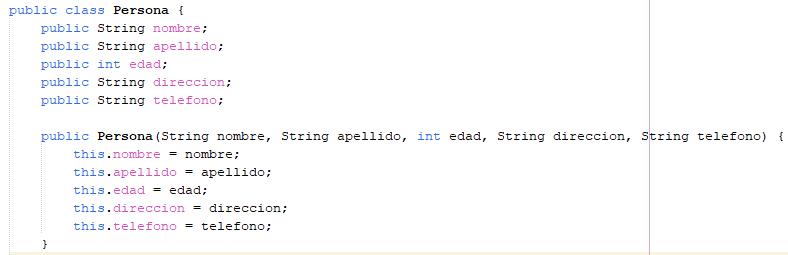 public class Persona {
    public String nombre;
    public String apellido;
    public int edad;
    public String direccion;
    public String telefono;

    public Persona(String nombre, String apellido, int edad, String direccion, String telefono) {
        this.nombre = nombre;
        this.apellido = apellido;
        this.edad = edad;
        this.direccion = direccion;
        this.telefono = telefono;
    }